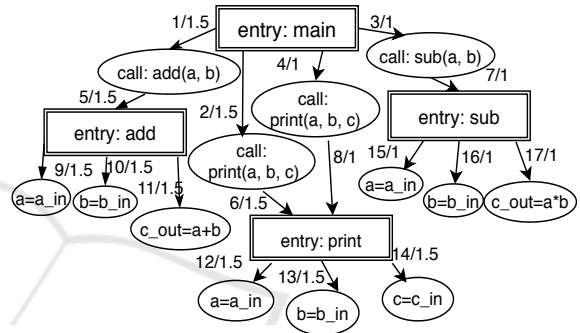 1/1.5
entry: main
3/1
call: add(a, b)
4/1
call: sub(a, b)
5/1.5
2/1.5
call:
print(a, b, c)
7/1
entry: add
entry: sub
call:
print(a, b, c)
8/1
9/1.5
10/1.5
11/1.5
15/1
16/1
17/1
a=a_in
b=b_in
c_out=a+b
6/1.5
a=a_in
b=b_in
c_out=a*b
entry: print
12/1.5
13/1.5
14/1.5
a=a_in
b=b_in
c=c_in